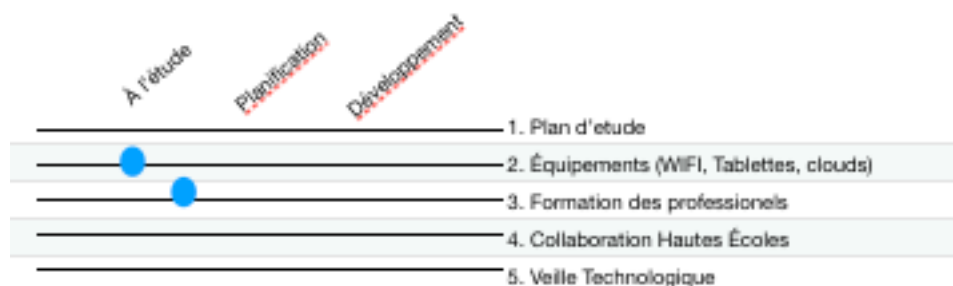 À l'étude
Planification
Développement
1. Plan d'etude
2. Équipements (WIFI, Tablettes, clouds)
3. Formation des professionels
4. Collaboration Hautes Écoles
5. Veille Technologique